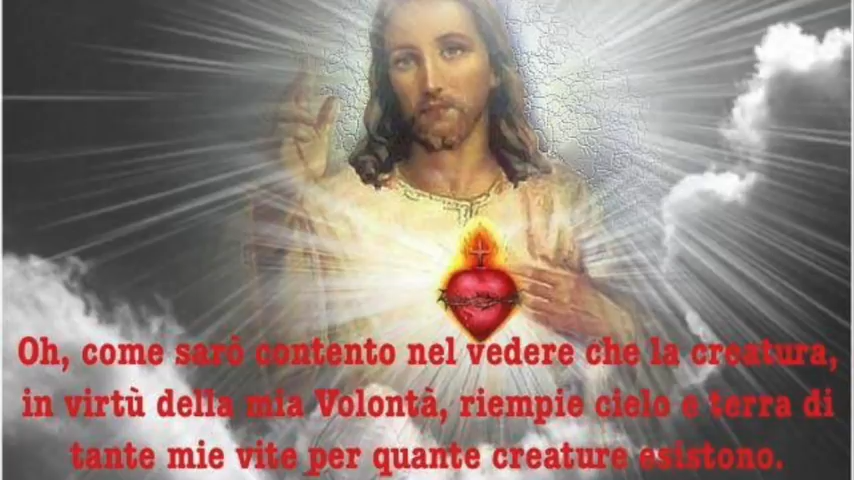 Oh, come sarò contento nel vedere che la creatura,
in virtù della mia Volontà, riempie cielo e terra di
tante mie vite per quante creature esistono.